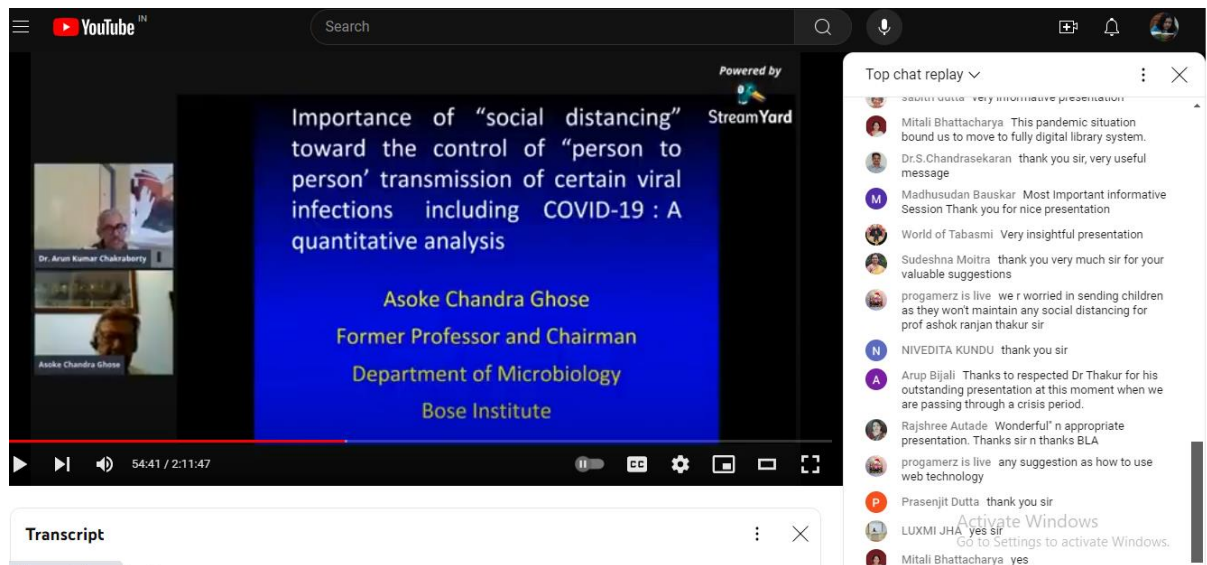 YouTube IN
Search
Powered by
StreamYard
Importance of “social distancing”
toward the control of “person to
person’ transmission of certain viral
infections including COVID-19 : A
quantitative analysis
Asoke Chandra Ghose
Former Professor and Chairman
Department of Microbiology
Bose Institute
Dr. Arun Kumar Chakraborty
Asoke Chandra Ghose
54:41 / 2:11:47
CC
Transcript
Top chat replay
sabith dutta very informative presentation
Mitali Bhattacharya This pandemic situation
bound us to move to fully digital library system.
Dr.S.Chandrasekaran thank you sir, very useful
message
M
Madhusudan Bauskar Most Important informative
Session Thank you for nice presentation
World of Tabasmi Very insightful presentation
Sudeshna Moitra thank you very much sir for your
valuable suggestions
progamerz is live we r worried in sending children
as they won't maintain any social distancing for
prof ashok ranjan thakur sir
N
NIVEDITA KUNDU thank you sir
A
Arup Bijali Thanks to respected Dr Thakur for his
outstanding presentation at this moment when we
are passing through a crisis period.
Rajshree Autade Wonderful" n appropriate
presentation. Thanks sir n thanks BLA
progamerz is live any suggestion as how to use
web technology
P
Prasenjit Dutta thank you sir
LUXMI JHA yes sir
Mitali Bhattacharya yes
Activate Windows
Go to Settings to activate Windows.